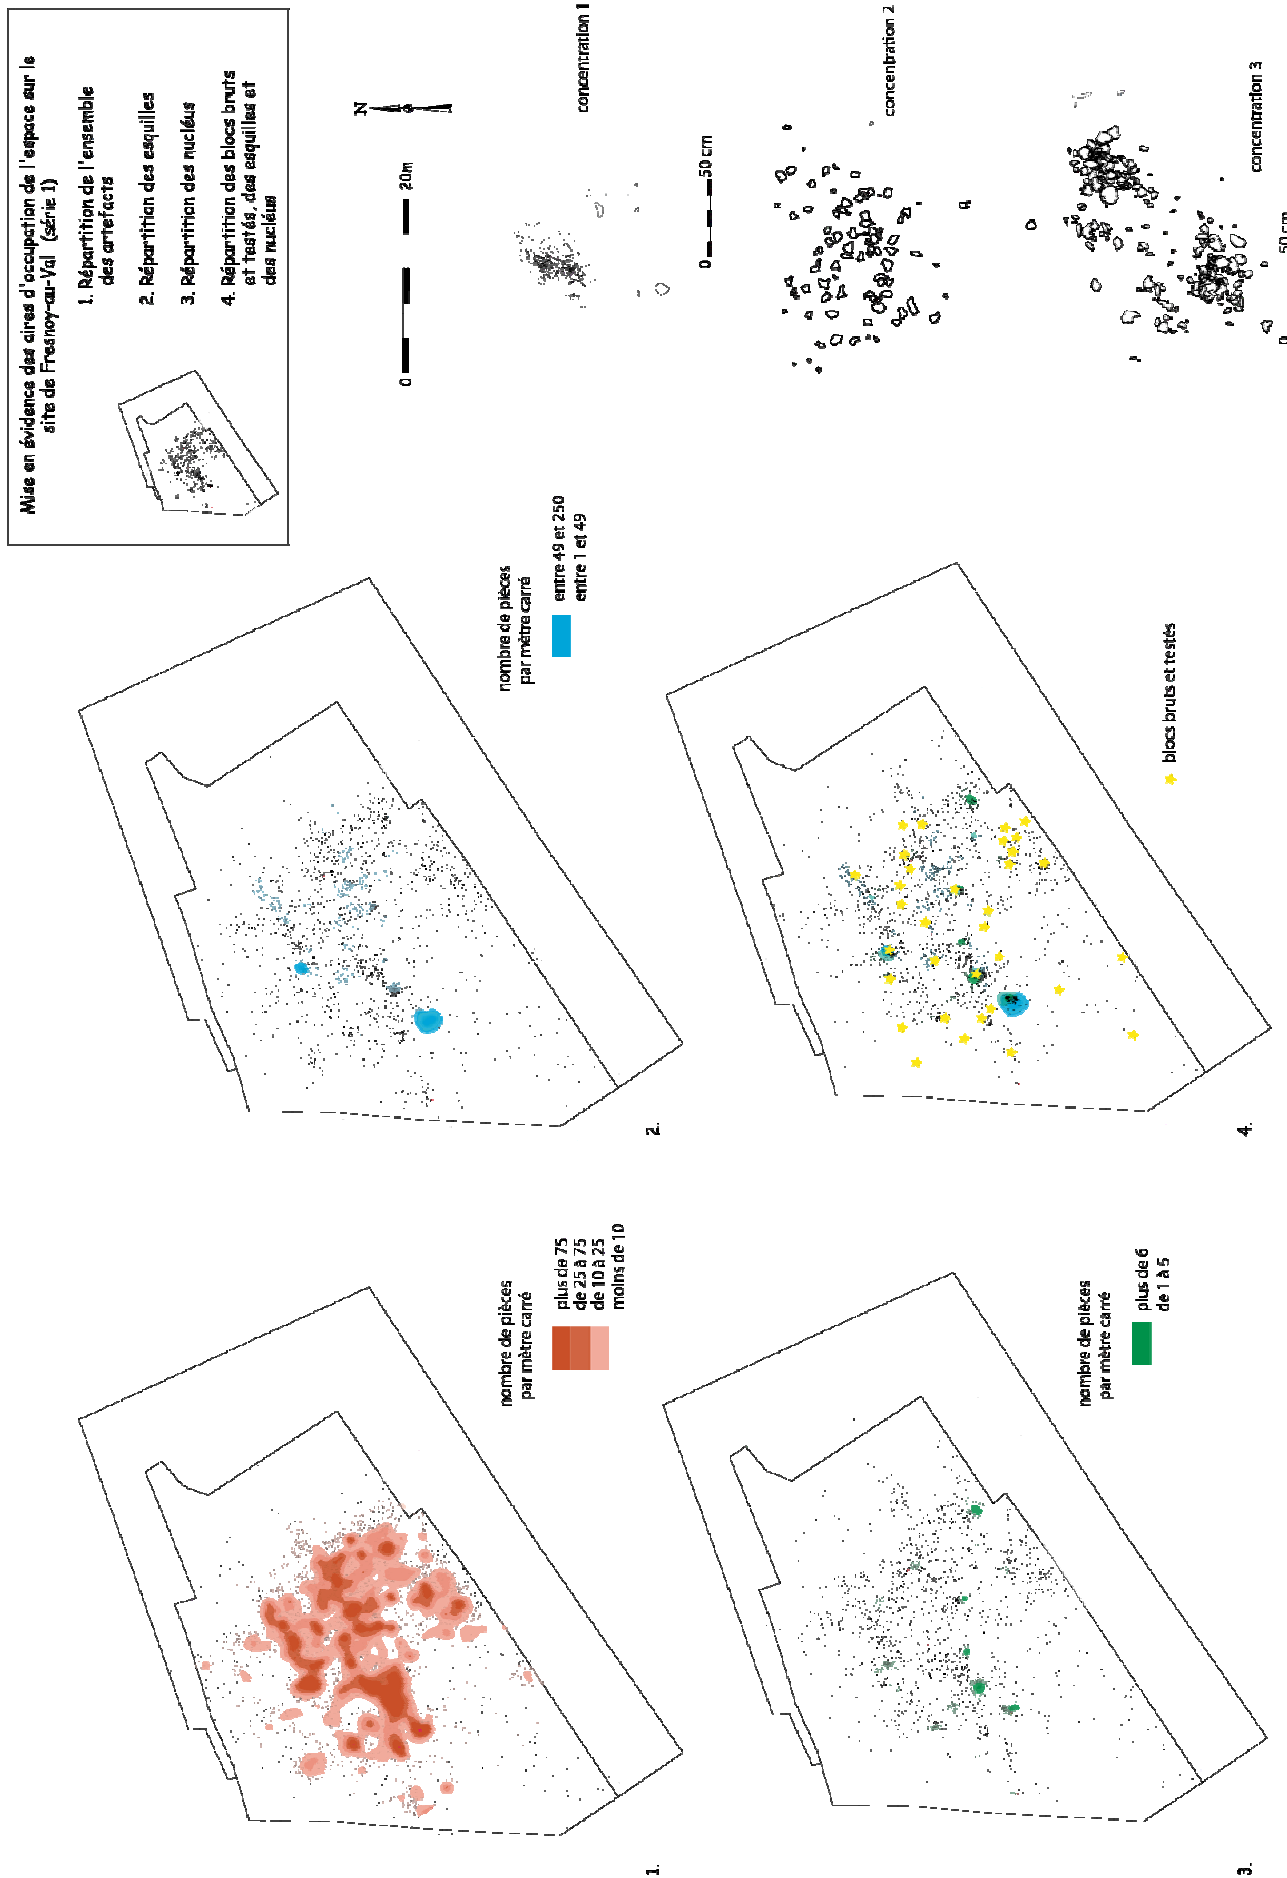 Mise en évidence des aires d'occupation de l'espace sur le
site de Fresnoy-au-Val (série 1)
1. Répartition de l'ensemble
des artefacts
2. Répartition des esquilles
3. Répartition des nucléus
4. Répartition des blocs bruts
et testés, des esquilles et
des nucléus
N
0 20m
concentration 1
0 50 cm
concentration 2
concentration 3
0 50 cm
nombre de pièces
par mètre carré
plus de 75
de 25 à 75
de 10 à 25
moins de 10
1.
nombre de pièces
par mètre carré
entre 49 et 250
entre 1 et 49
2.
nombre de pièces
par mètre carré
plus de 6
de 1 à 5
3.
blocs bruts et testés
4.